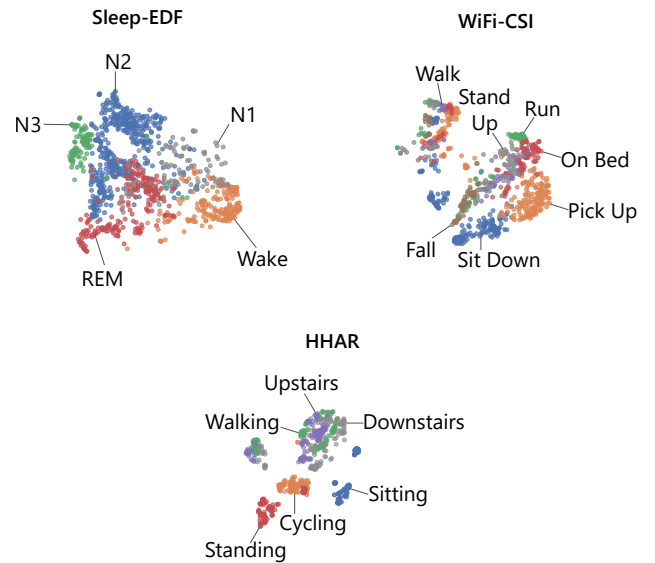 Sleep-EDF
N2
N3
N1
Wake
REM
WiFi-CSI
Walk
Stand
Up
Run
On Bed
Pick Up
Fall
Sit Down
HHAR
Upstairs
Walking
Downstairs
Sitting
Cycling
Standing